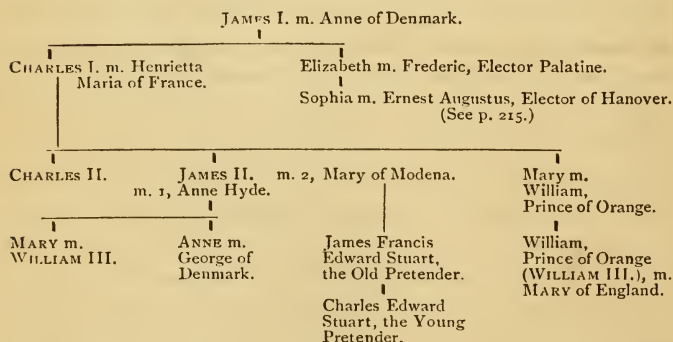 JAMES I. m. Anne of Denmark.
CHARLES I. m. Henrietta
Maria of France.
Elizabeth m. Frederic, Elector Palatine.
Sophia m. Ernest Augustus, Elector of Hanover.
(See p. 215.)
CHARLES II.
JAMES II.
m. 1, Anne Hyde.
m. 2, Mary of Modena.
Mary m.
William,
Prince of Orange.
MARY m.
WILLIAM III.
ANNE m.
George of
Denmark.
James Francis
Edward Stuart,
the Old Pretender.
William,
Prince of Orange
(WILLIAM III.), m.
MARY of England.
Charles Edward
Stuart, the Young
Pretender.